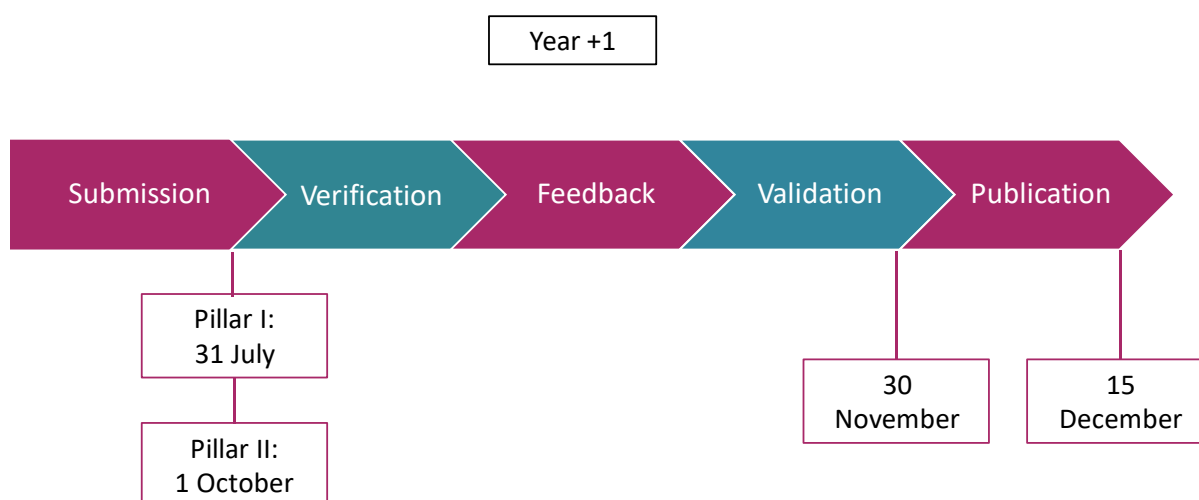 Year +1
Submission
Verification
Feedback
Validation
Publication
Pillar I:
31 July
30
November
15
December
Pillar II:
1 October